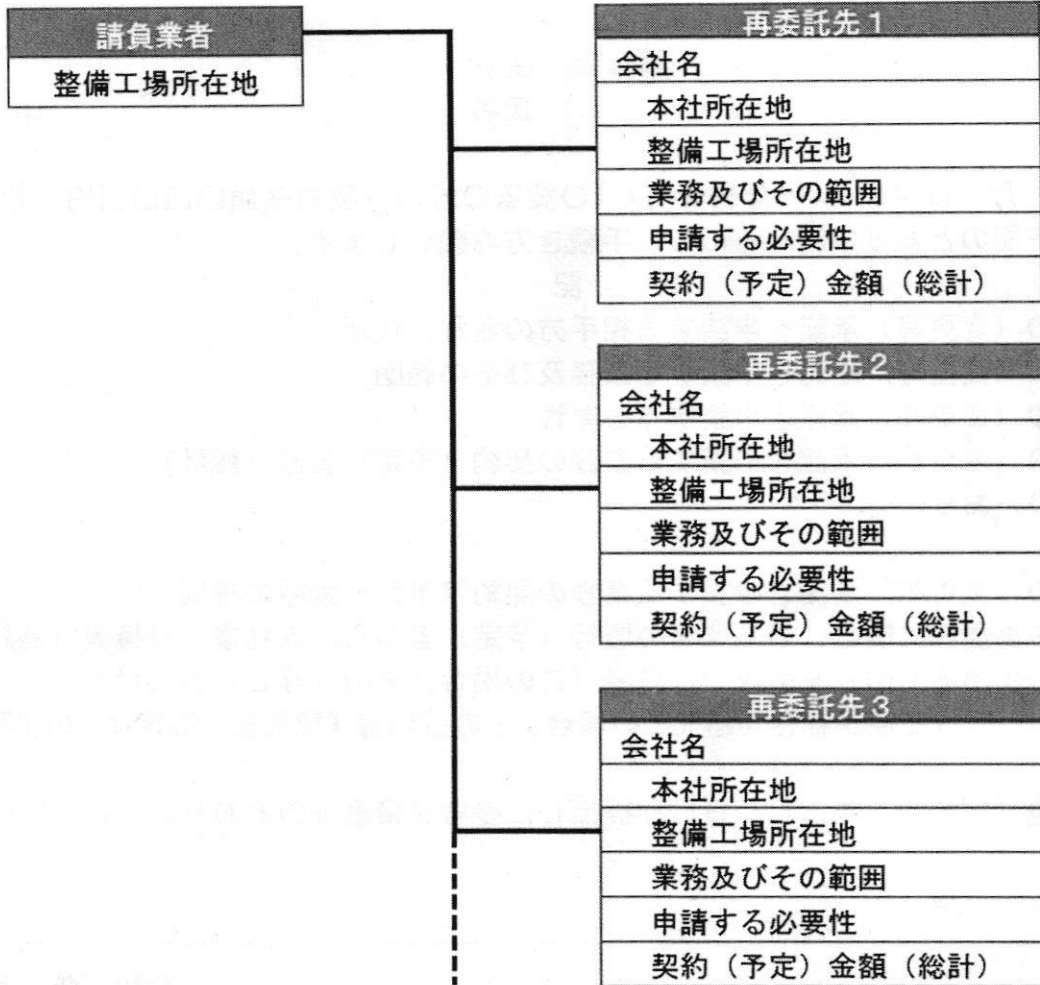 請負業者
整備工場所在地
再委託先1
会社名
本社所在地
整備工場所在地
業務及びその範囲
申請する必要性
契約（予定）金額（総計）
再委託先2
会社名
本社所在地
整備工場所在地
業務及びその範囲
申請する必要性
契約（予定）金額（総計）
再委託先3
会社名
本社所在地
整備工場所在地
業務及びその範囲
申請する必要性
契約（予定）金額（総計）